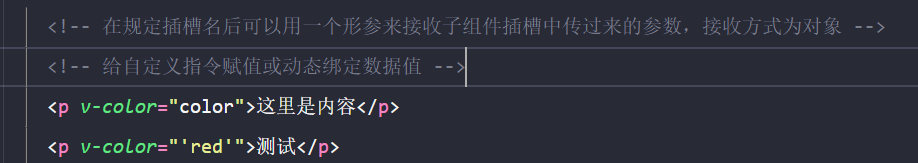 <!-- 在规定插槽名后可以用一个形参来接收子组件插槽中传过来的参数，接收方式为对象 -->
<!-- 给自定义指令赋值或动态绑定数据值 -->
<p v-color="color">这里是内容</p>
<p v-color="'red'">测试</p>